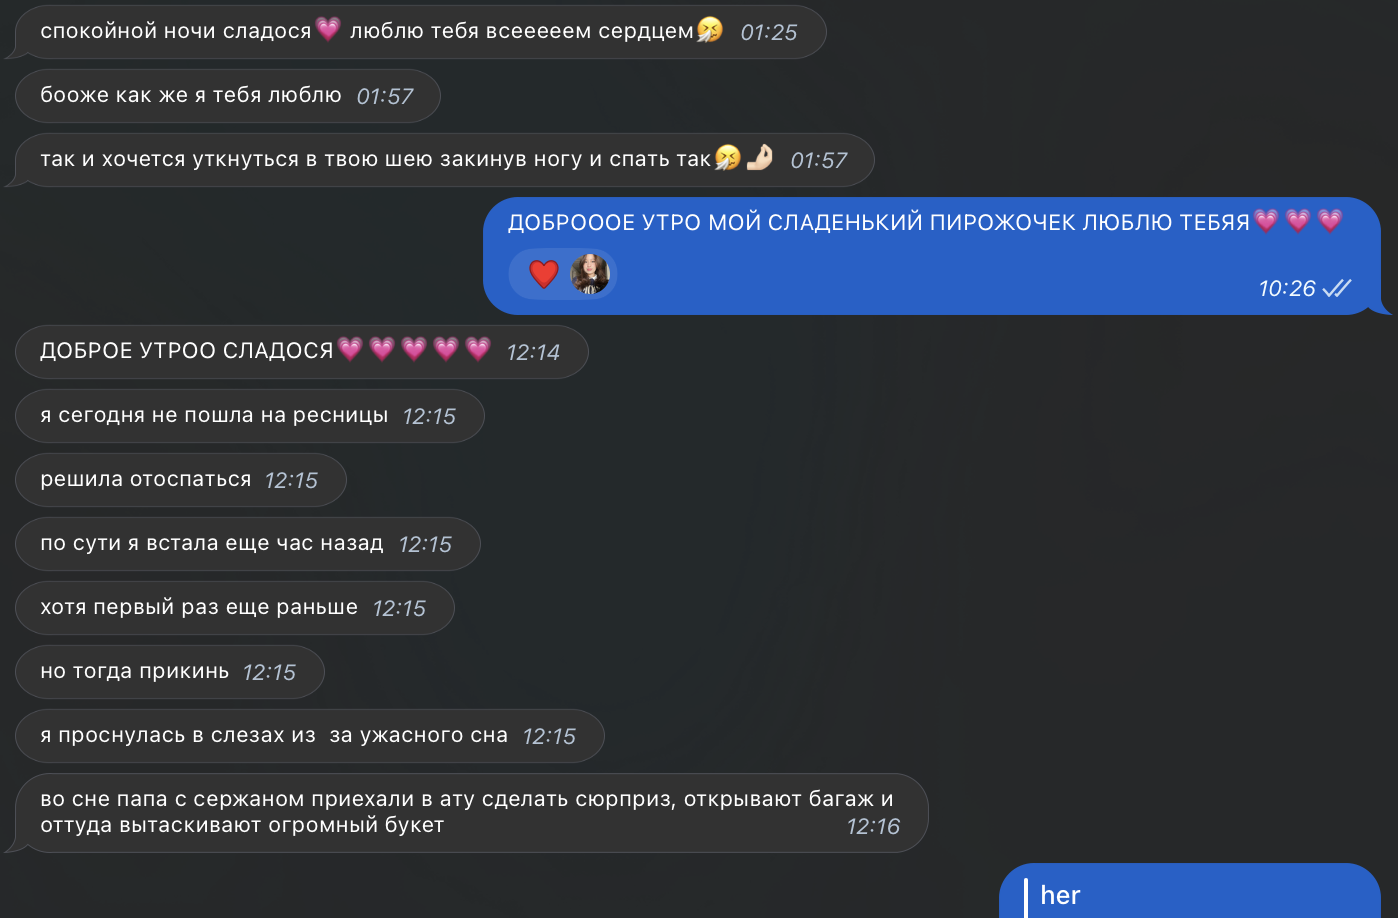 спокойной ночи сладося💗 люблю тебя всееееем сердцем🤧 01:25
бооже как же я тебя люблю 01:57
так и хочется уткнуться в твою шею закинув ногу и спать так🤧🤌🏻 01:57
ДОБРОООЕ УТРО МОЙ СЛАДЕНЬКИЙ ПИРОЖОЧЕК ЛЮБЛЮ ТЕБЯЯ💗💗💗
❤️
10:26
ДОБРОЕ УТРОО СЛАДОСЯ💗💗💗💗💗 12:14
я сегодня не пошла на ресницы 12:15
решила отоспаться 12:15
по сути я встала еще час назад 12:15
хотя первый раз еще раньше 12:15
но тогда прикинь 12:15
я проснулась в слезах из  за ужасного сна 12:15
во сне папа с сержаном приехали в ату сделать сюрприз, открывают багаж и
оттуда вытаскивают огромный букет 12:16
her